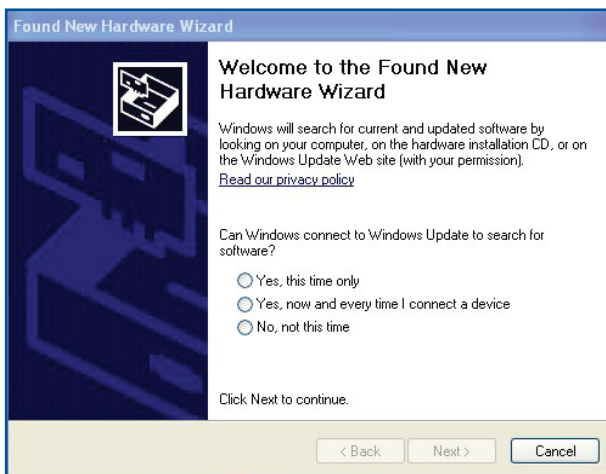 Found New Hardware Wizard
Welcome to the Found New
Hardware Wizard
Windows will search for current and updated software by
looking on your computer, on the hardware installation CD, or on
the Windows Update Web site (with your permission).
Read our privacy policy
Can Windows connect to Windows Update to search for
software?
Yes, this time only
Yes, now and every time I connect a device
No, not this time
Click Next to continue.
< Back Next > Cancel